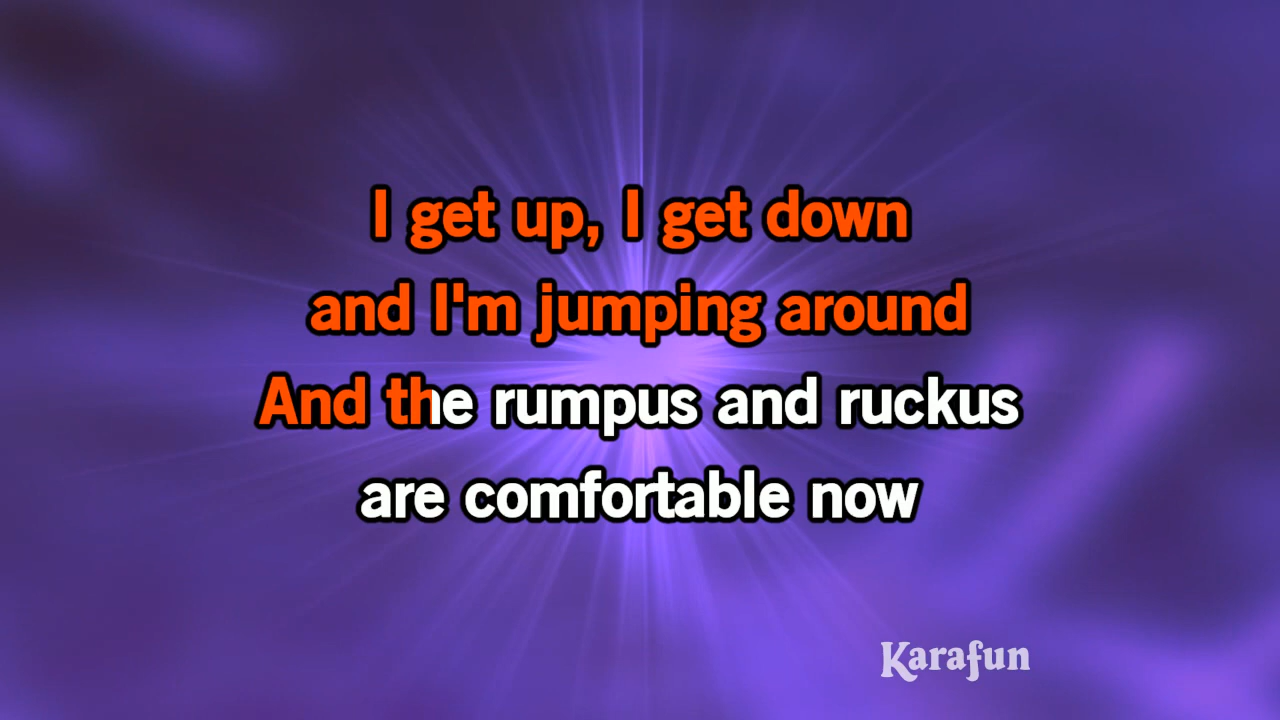 I get up, I get down
and I'm jumping around
And the rumpus and ruckus
are comfortable now
Karafun